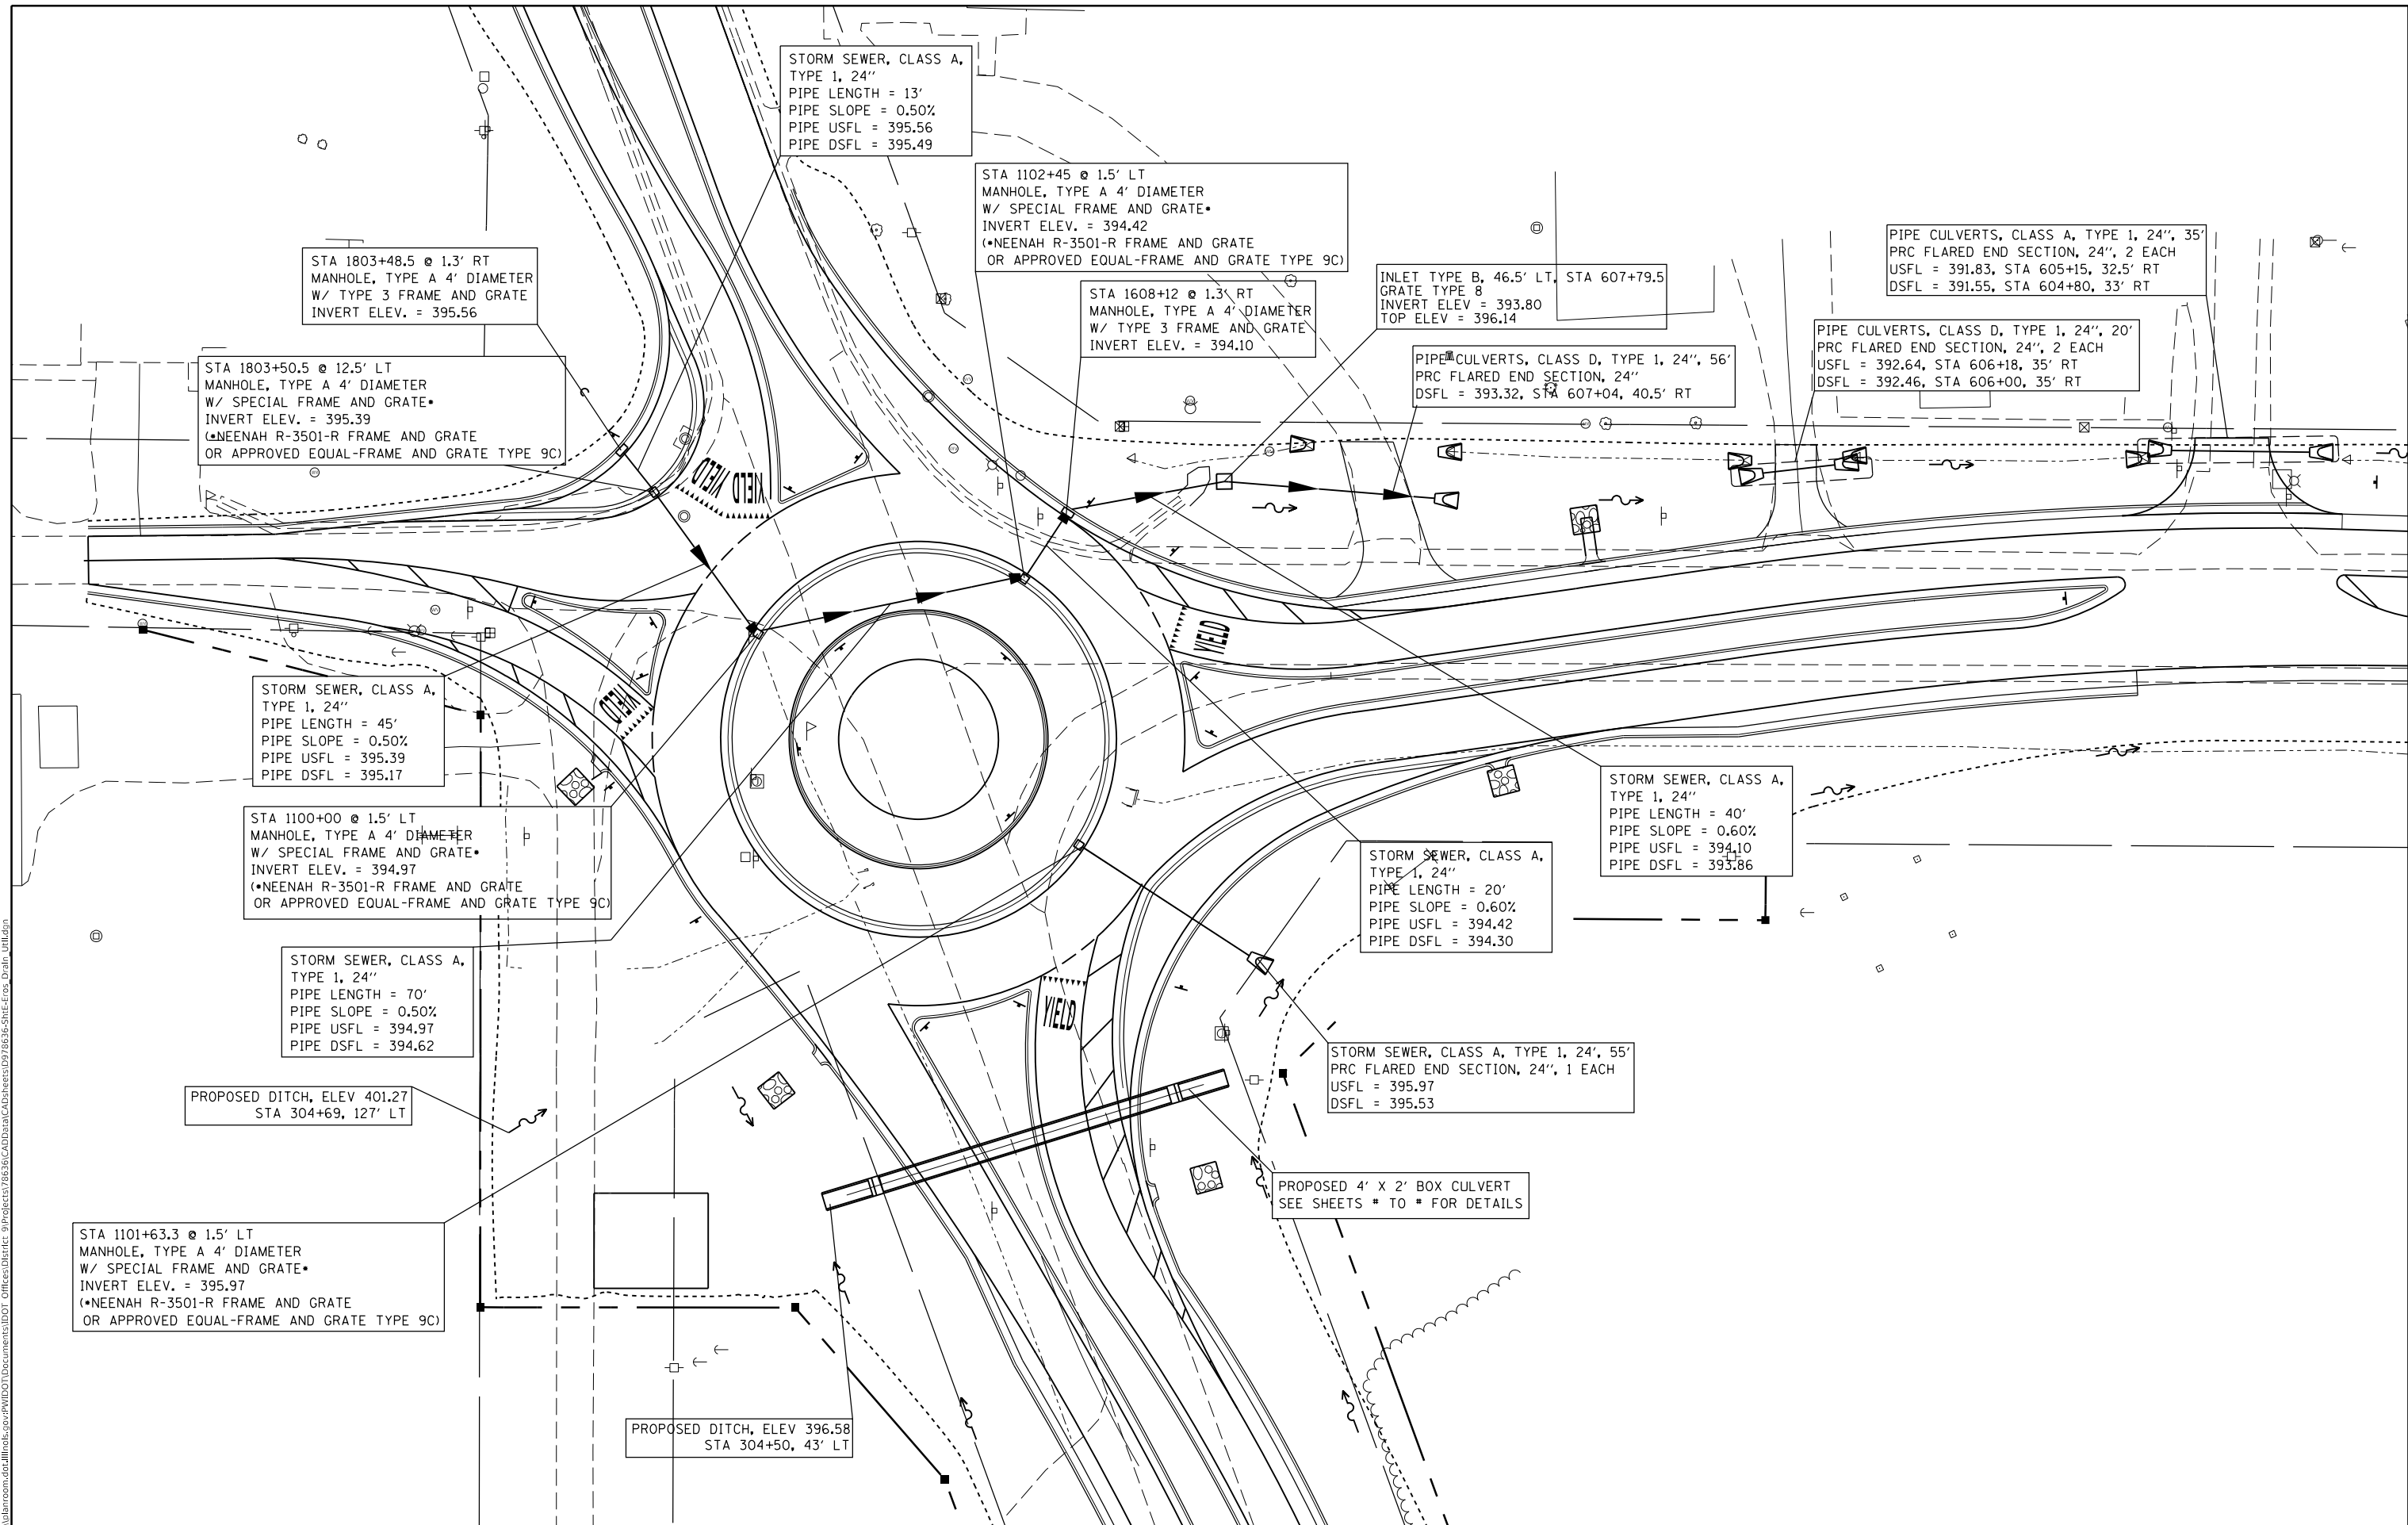 STORM SEWER, CLASS A,
TYPE 1, 24"
PIPE LENGTH = 13'
PIPE SLOPE = 0.50%
PIPE USFL = 395.56
PIPE DSFL = 395.49
STA 1102+45 @ 1.5' LT
MANHOLE, TYPE A 4' DIAMETER
W/ SPECIAL FRAME AND GRATE*
INVERT ELEV. = 394.42
(*NEENAH R-3501-R FRAME AND GRATE
OR APPROVED EQUAL-FRAME AND GRATE TYPE 9C)
STA 1803+48.5 @ 1.3' RT
MANHOLE, TYPE A 4' DIAMETER
W/ TYPE 3 FRAME AND GRATE
INVERT ELEV. = 395.56
STA 1608+12 @ 1.3' RT
MANHOLE, TYPE A 4' DIAMETER
W/ TYPE 3 FRAME AND GRATE
INVERT ELEV. = 394.10
INLET TYPE B, 46.5' LT, STA 607+79.5
GRATE TYPE 8
INVERT ELEV = 393.80
TOP ELEV = 396.14
PIPE CULVERTS, CLASS A, TYPE 1, 24", 35'
PRC FLARED END SECTION, 24", 2 EACH
USFL = 391.83, STA 605+15, 32.5' RT
DSFL = 391.55, STA 604+80, 33' RT
PIPE CULVERTS, CLASS D, TYPE 1, 24", 20'
PRC FLARED END SECTION, 24", 2 EACH
USFL = 392.64, STA 606+18, 35' RT
DSFL = 392.46, STA 606+00, 35' RT
PIPE CULVERTS, CLASS D, TYPE 1, 24", 56'
PRC FLARED END SECTION, 24"
DSFL = 393.32, STA 607+04, 40.5' RT
STA 1803+50.5 @ 12.5' LT
MANHOLE, TYPE A 4' DIAMETER
W/ SPECIAL FRAME AND GRATE*
INVERT ELEV. = 395.39
(*NEENAH R-3501-R FRAME AND GRATE
OR APPROVED EQUAL-FRAME AND GRATE TYPE 9C)
YIELD YIELD
YIELD
YIELD
YIELD
STORM SEWER, CLASS A,
TYPE 1, 24"
PIPE LENGTH = 45'
PIPE SLOPE = 0.50%
PIPE USFL = 395.39
PIPE DSFL = 395.17
STA 1100+00 @ 1.5' LT
MANHOLE, TYPE A 4' DIAMETER
W/ SPECIAL FRAME AND GRATE*
INVERT ELEV. = 394.97
(*NEENAH R-3501-R FRAME AND GRATE
OR APPROVED EQUAL-FRAME AND GRATE TYPE 9C)
STORM SEWER, CLASS A,
TYPE 1, 24"
PIPE LENGTH = 40'
PIPE SLOPE = 0.60%
PIPE USFL = 394.10
PIPE DSFL = 393.86
STORM SEWER, CLASS A,
TYPE 1, 24"
PIPE LENGTH = 20'
PIPE SLOPE = 0.60%
PIPE USFL = 394.42
PIPE DSFL = 394.30
STORM SEWER, CLASS A,
TYPE 1, 24"
PIPE LENGTH = 70'
PIPE SLOPE = 0.50%
PIPE USFL = 394.97
PIPE DSFL = 394.62
STORM SEWER, CLASS A, TYPE 1, 24', 55'
PRC FLARED END SECTION, 24", 1 EACH
USFL = 395.97
DSFL = 395.53
PROPOSED DITCH, ELEV 401.27
STA 304+69, 127' LT
PROPOSED 4' X 2' BOX CULVERT
SEE SHEETS # TO # FOR DETAILS
STA 1101+63.3 @ 1.5' LT
MANHOLE, TYPE A 4' DIAMETER
W/ SPECIAL FRAME AND GRATE*
INVERT ELEV. = 395.97
(*NEENAH R-3501-R FRAME AND GRATE
OR APPROVED EQUAL-FRAME AND GRATE TYPE 9C)
PROPOSED DITCH, ELEV 396.58
STA 304+50, 43' LT